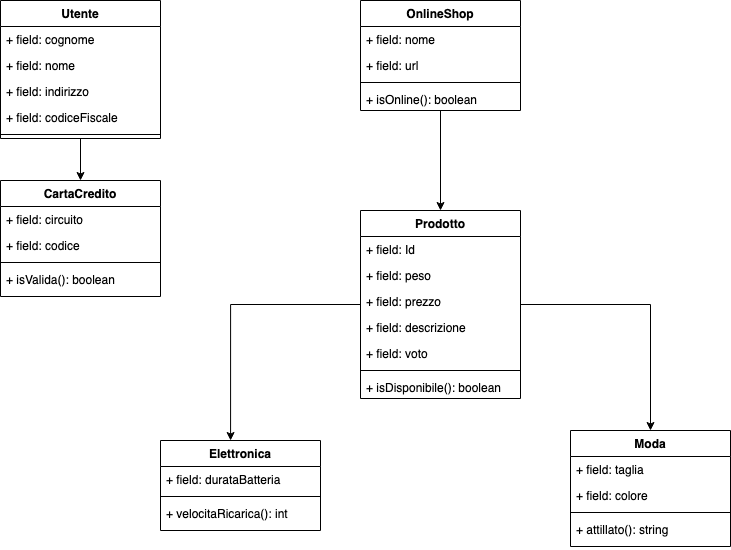 Utente
+ field: cognome
+ field: nome
+ field: indirizzo
+ field: codiceFiscale
OnlineShop
+ field: nome
+ field: url
+ isOnline(): boolean
CartaCredito
+ field: circuito
+ field: codice
+ isValida(): boolean
Prodotto
+ field: Id
+ field: peso
+ field: prezzo
+ field: descrizione
+ field: voto
+ isDisponibile(): boolean
Elettronica
+ field: durataBatteria
+ velocitaRicarica(): int
Moda
+ field: taglia
+ field: colore
+ attillato(): string